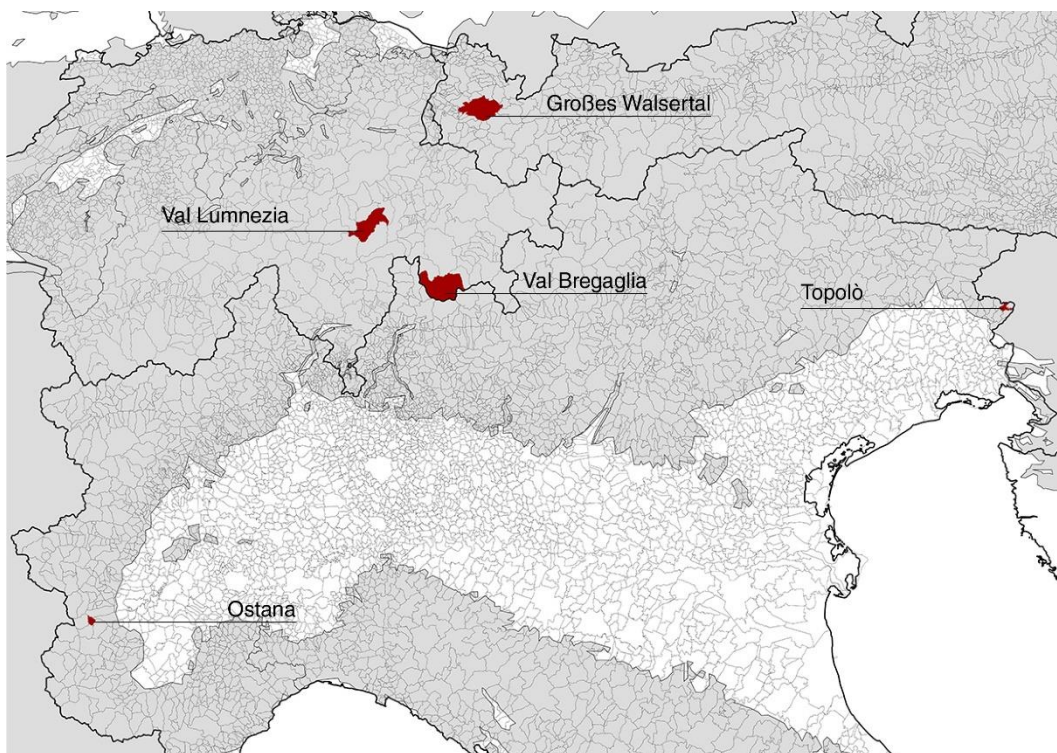 Großes Walsertal
Val Lumnezia
Val Bregaglia
Topolò
Ostana